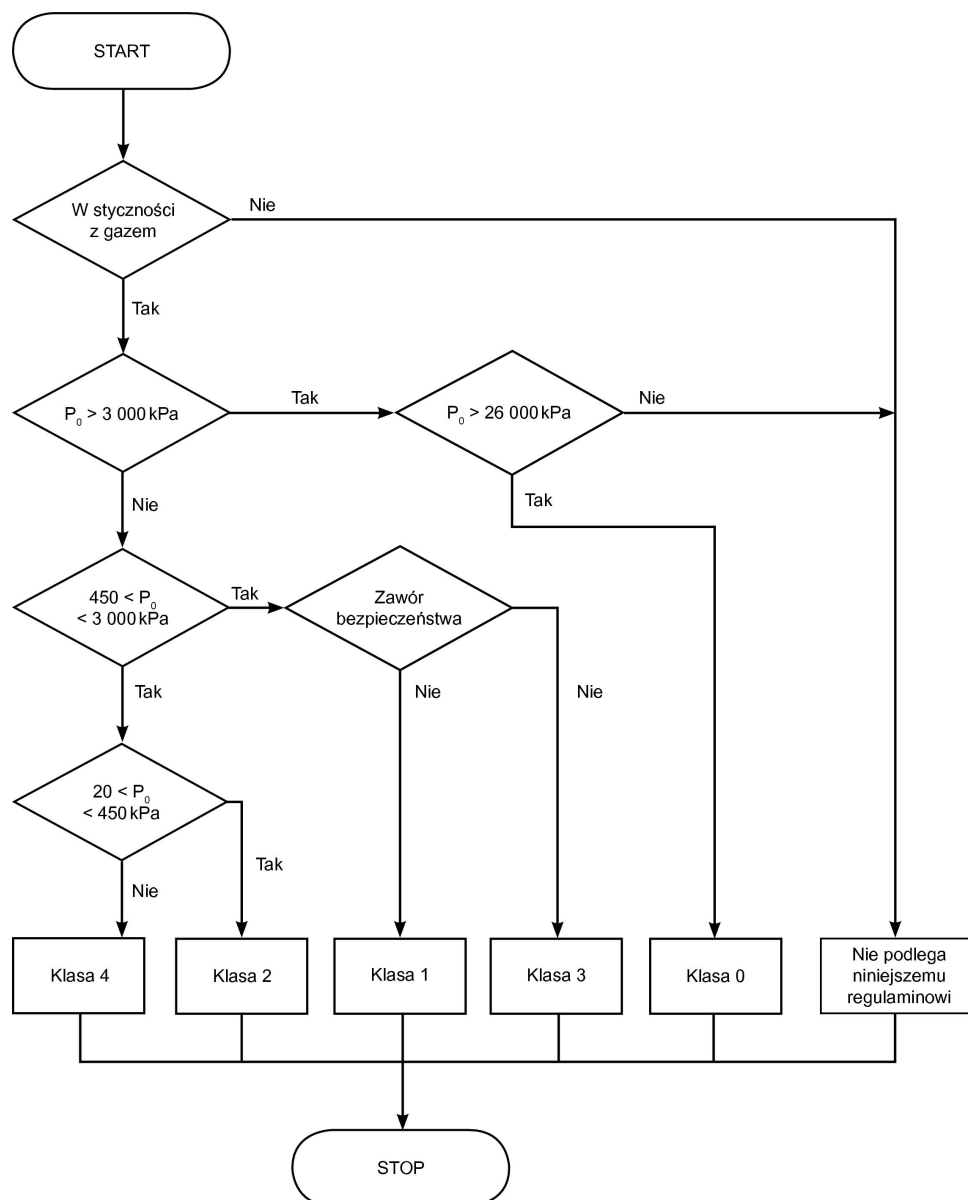 START
W styczności
z gazem
Nie
Tak
P₀ > 3 000 kPa
Tak
P₀ > 26 000 kPa
Nie
Nie
Tak
450 < P₀
< 3 000 kPa
Tak
Zawór
bezpieczeństwa
Tak
Nie
Nie
20 < P₀
< 450 kPa
Tak
Nie
Klasa 4
Klasa 2
Klasa 1
Klasa 3
Klasa 0
Nie podlega
niniejszemu
regulaminowi
STOP